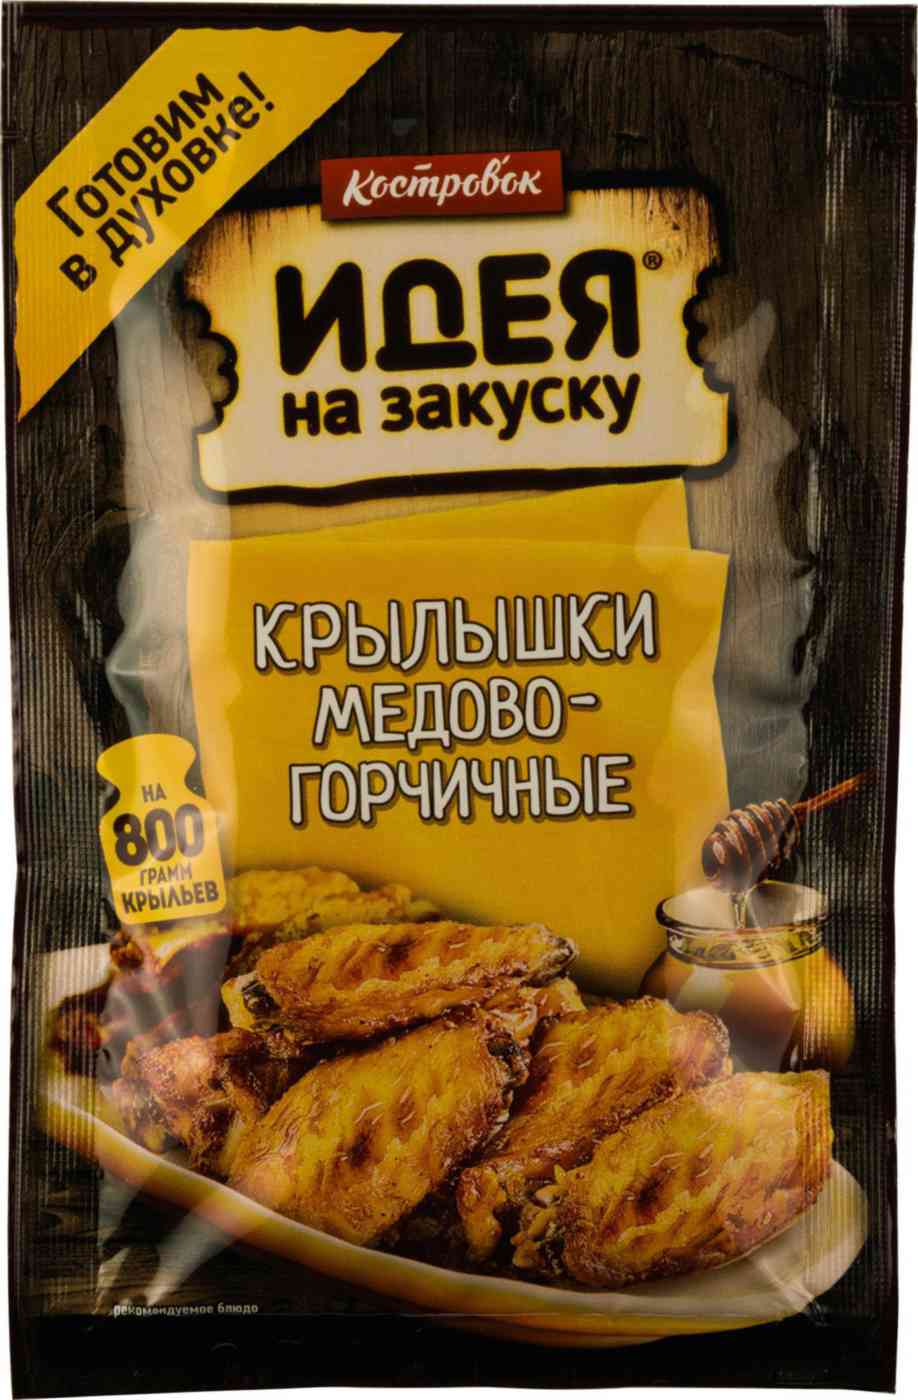 Готовим
в духовке!
Костровок
ИДЕЯ®
на закуску
КРЫЛЫШКИ
МЕДОВО-
ГОРЧИЧНЫЕ
НА
800
ГРАММ
КРЫЛЬЕВ
рекомендуемое блюдо